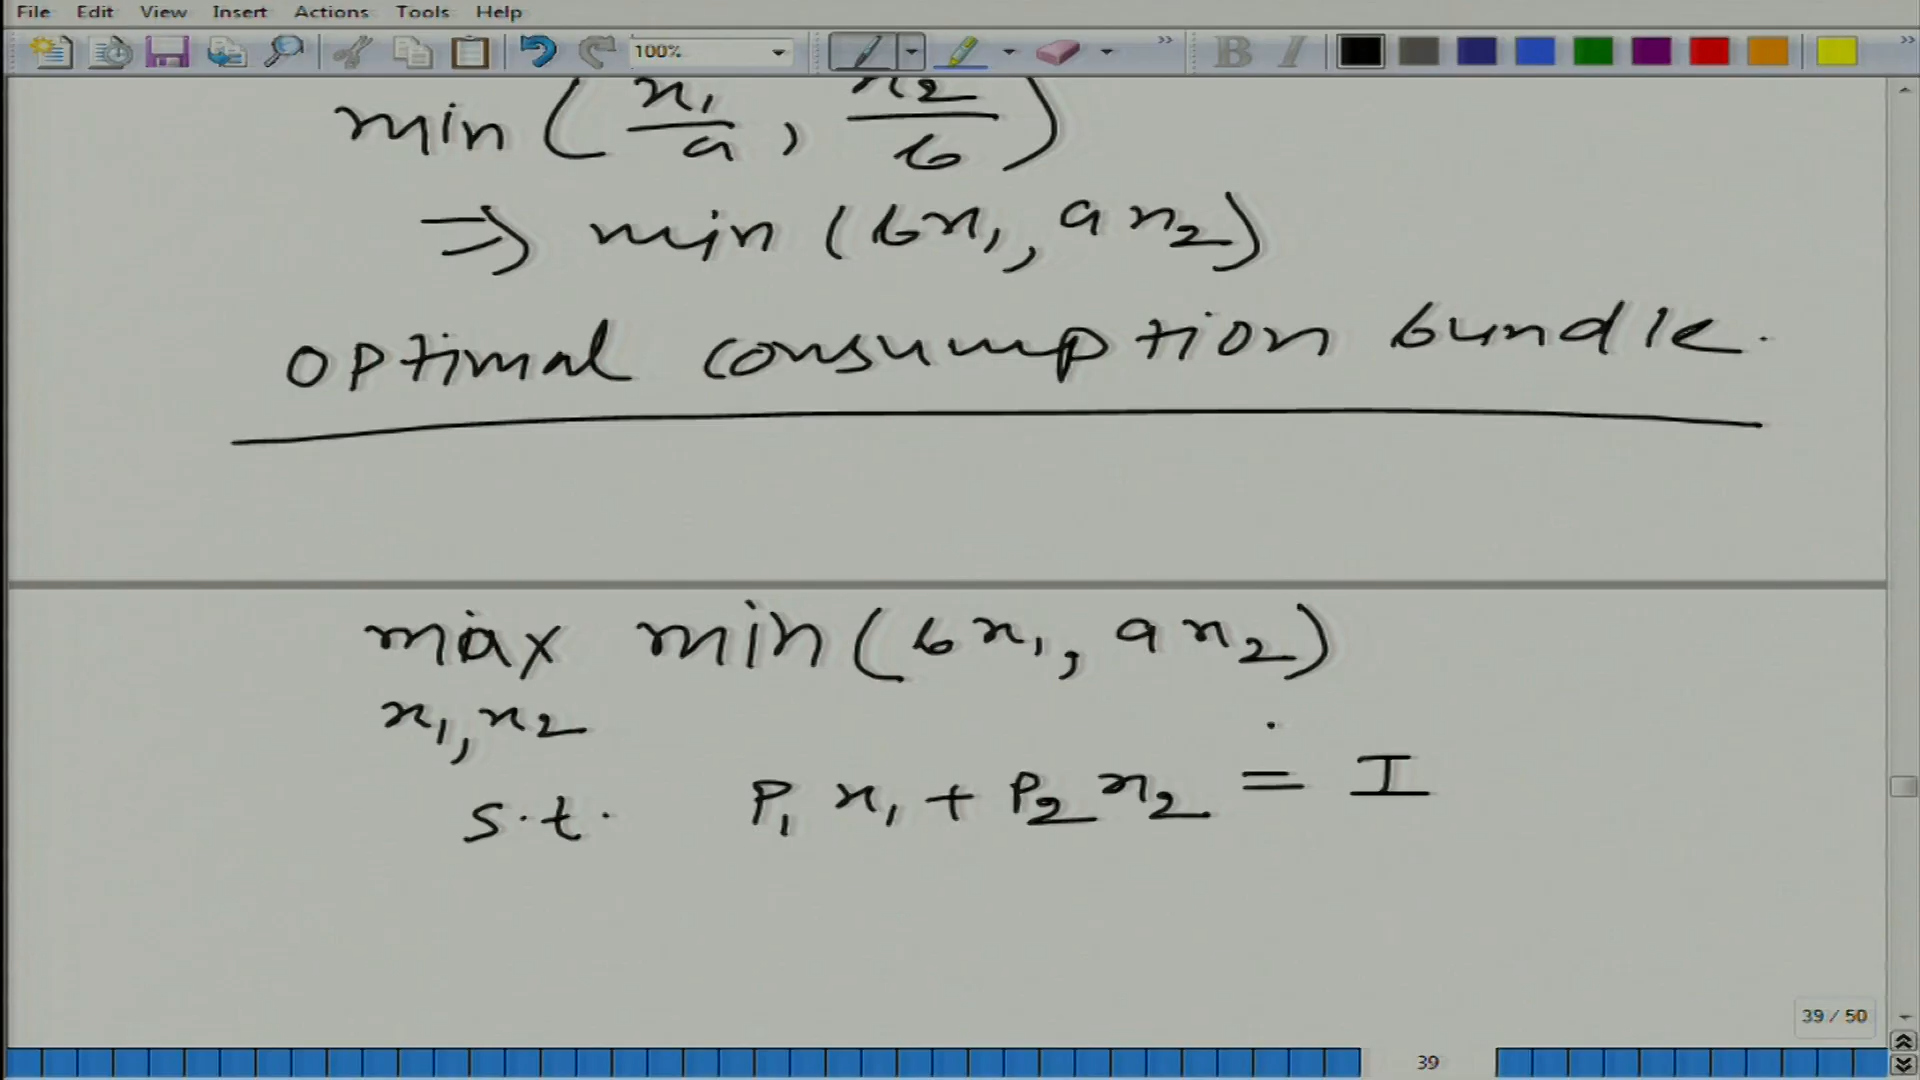 File Edit View Insert Actions Tools Help
100% B I
min ( x1/a , x2/b )
⇒ min (bx1, ax2)
optimal consumption bundle.
max min (bx1, ax2)
x1, x2
s.t. P1 x1 + P2 x2 = I
39 / 50
39